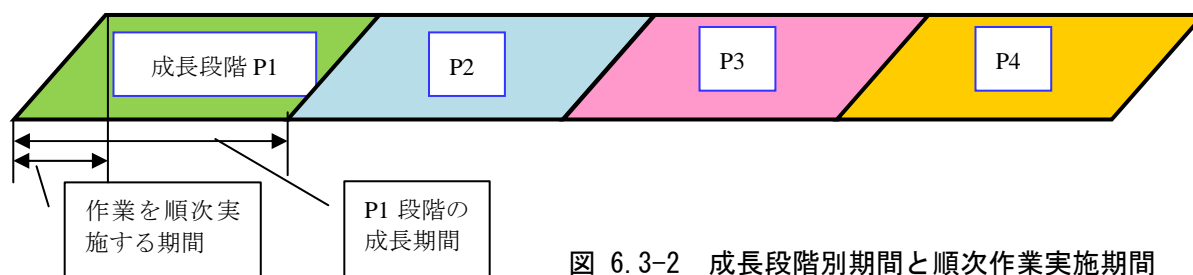 成長段階 P1
P2
P3
P4
作業を順次実
施する期間
P1 段階の
成長期間
図 6.3-2 成長段階別期間と順次作業実施期間